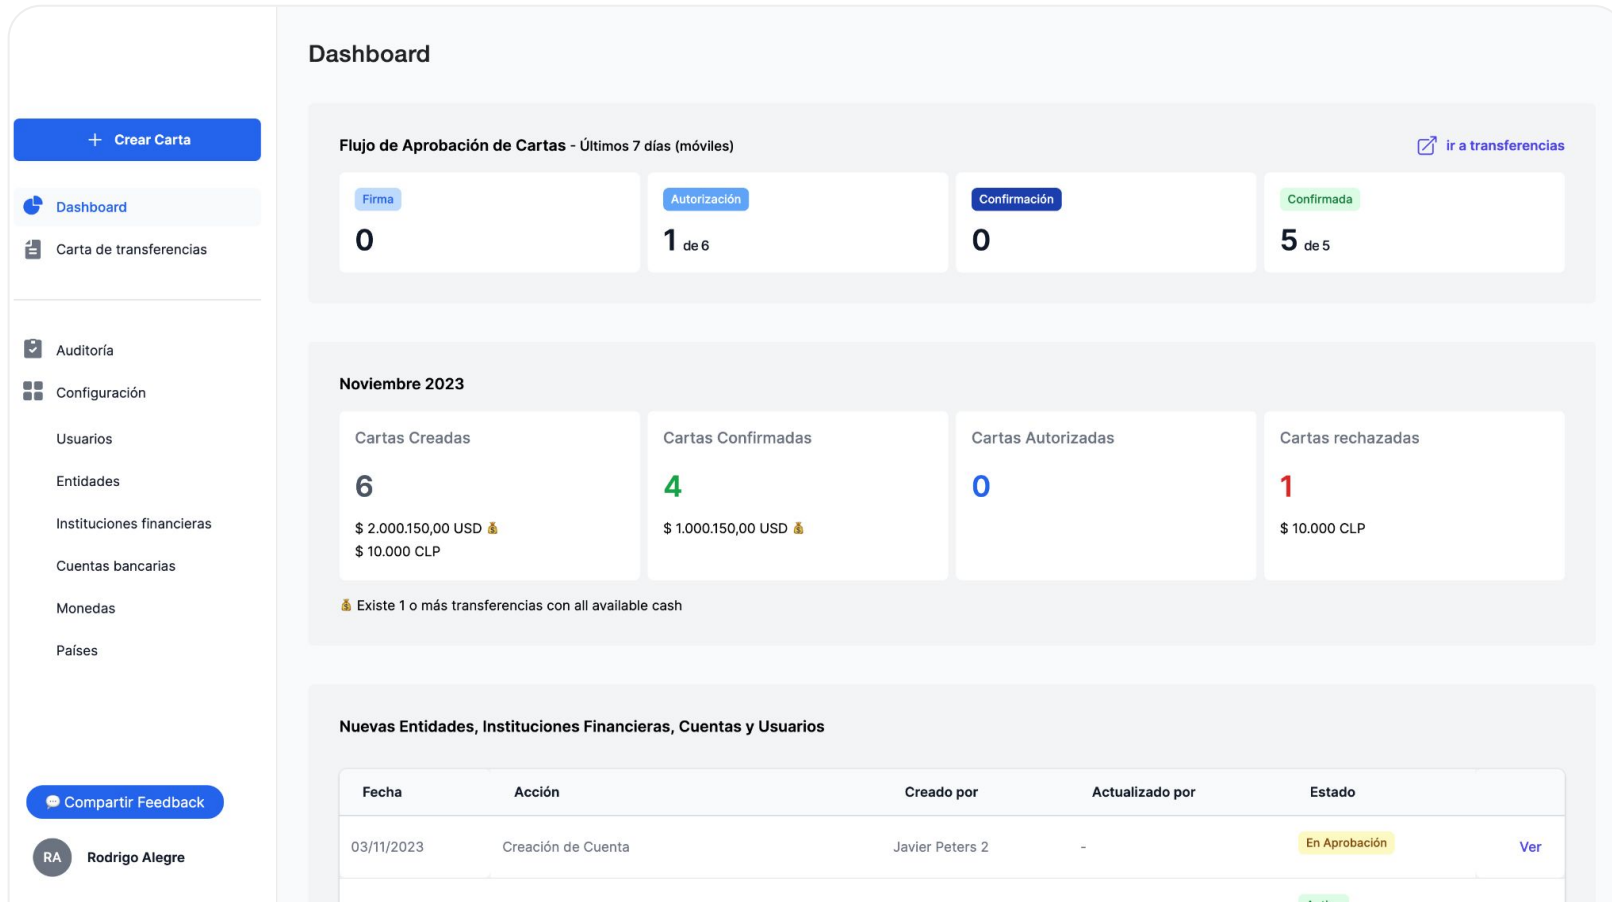 Dashboard
+ Crear Carta
Dashboard
Carta de transferencias
Auditoría
Configuración
Usuarios
Entidades
Instituciones financieras
Cuentas bancarias
Monedas
Países
Compartir Feedback
RA Rodrigo Alegre
Flujo de Aprobación de Cartas - Últimos 7 días (móviles)
ir a transferencias
Firma
0
Autorización
1 de 6
Confirmación
0
Confirmada
5 de 5
Noviembre 2023
Cartas Creadas
6
$ 2.000.150,00 USD 💰
$ 10.000 CLP
Cartas Confirmadas
4
$ 1.000.150,00 USD 💰
Cartas Autorizadas
0
Cartas rechazadas
1
$ 10.000 CLP
💰 Existe 1 o más transferencias con all available cash
Nuevas Entidades, Instituciones Financieras, Cuentas y Usuarios
Fecha Acción Creado por Actualizado por Estado
03/11/2023 Creación de Cuenta Javier Peters 2 - En Aprobación Ver